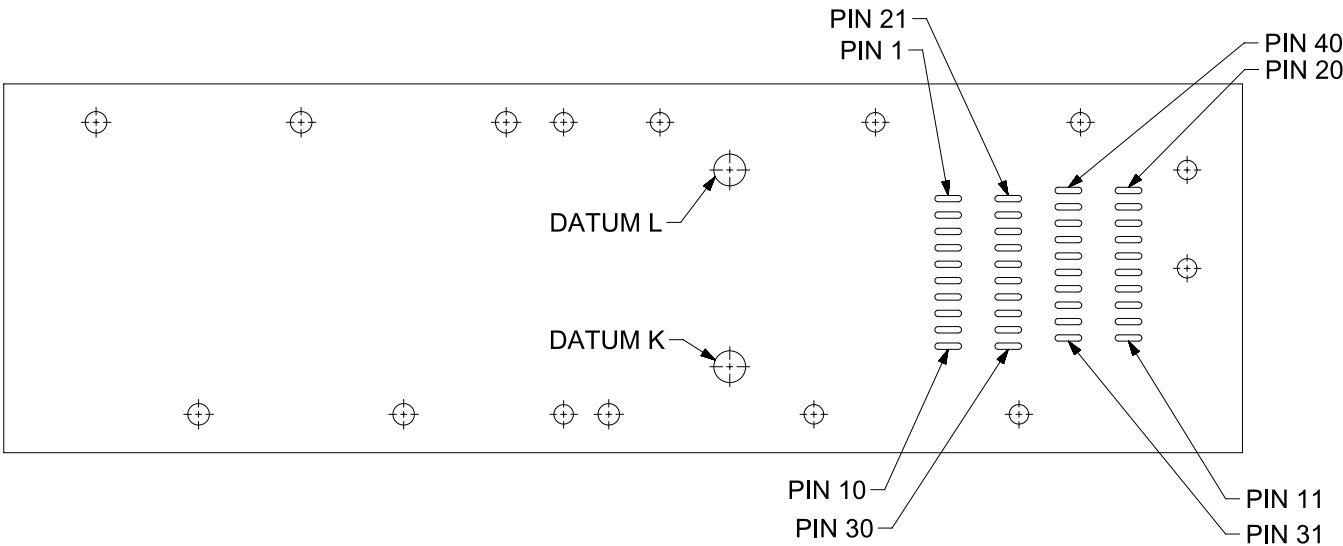 PIN 21
PIN 1
PIN 40
PIN 20
DATUM L
DATUM K
PIN 10
PIN 30
PIN 11
PIN 31